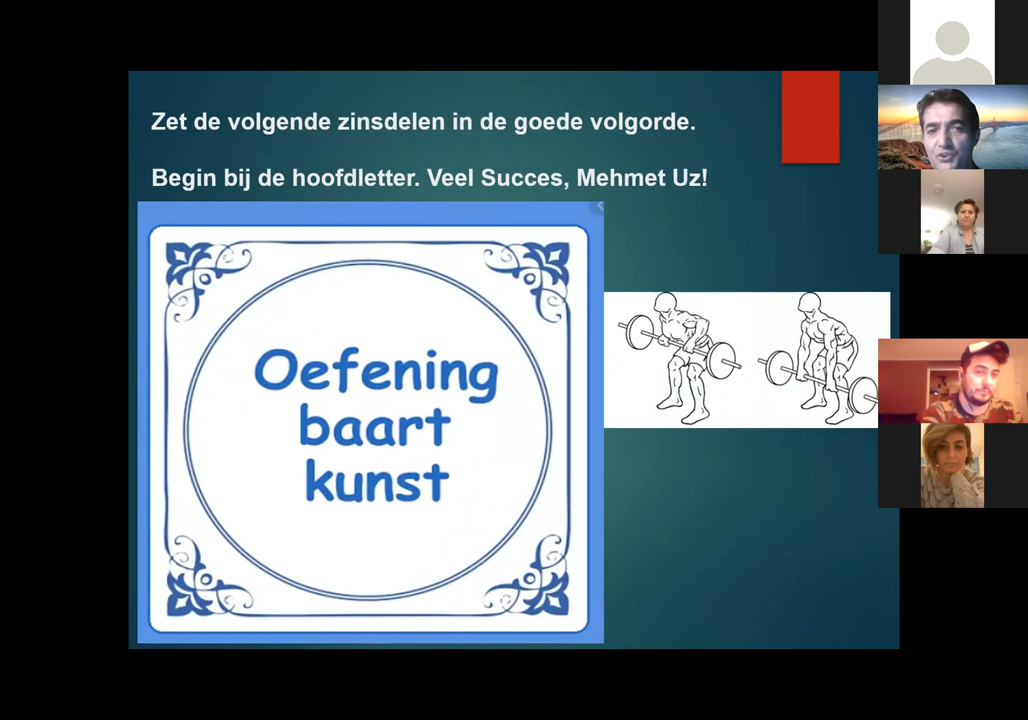 Zet de volgende zinsdelen in de goede volgorde.
Begin bij de hoofdletter. Veel Succes, Mehmet Uz!
Oefening
baart
kunst